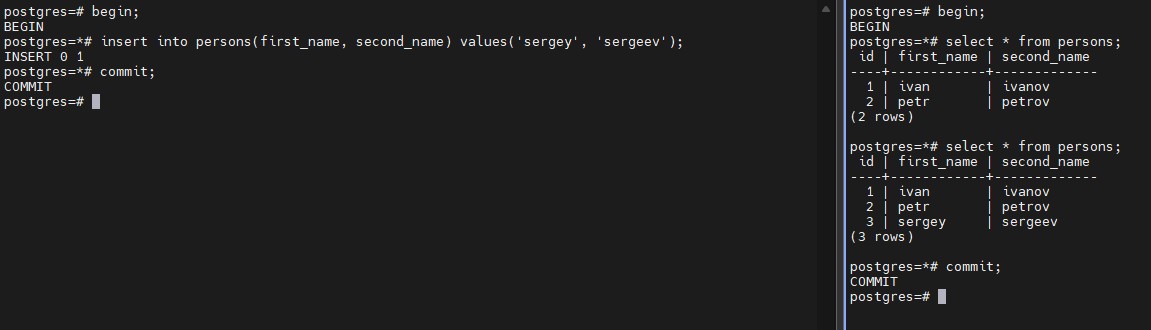 postgres=# begin;
BEGIN
postgres=*# insert into persons(first_name, second_name) values('sergey', 'sergeev');
INSERT 0 1
postgres=*# commit;
COMMIT
postgres=#
postgres=# begin;
BEGIN
postgres=*# select * from persons;
 id | first_name | second_name
----+------------+-------------
  1 | ivan       | ivanov
  2 | petr       | petrov
(2 rows)

postgres=*# select * from persons;
 id | first_name | second_name
----+------------+-------------
  1 | ivan       | ivanov
  2 | petr       | petrov
  3 | sergey     | sergeev
(3 rows)

postgres=*# commit;
COMMIT
postgres=#